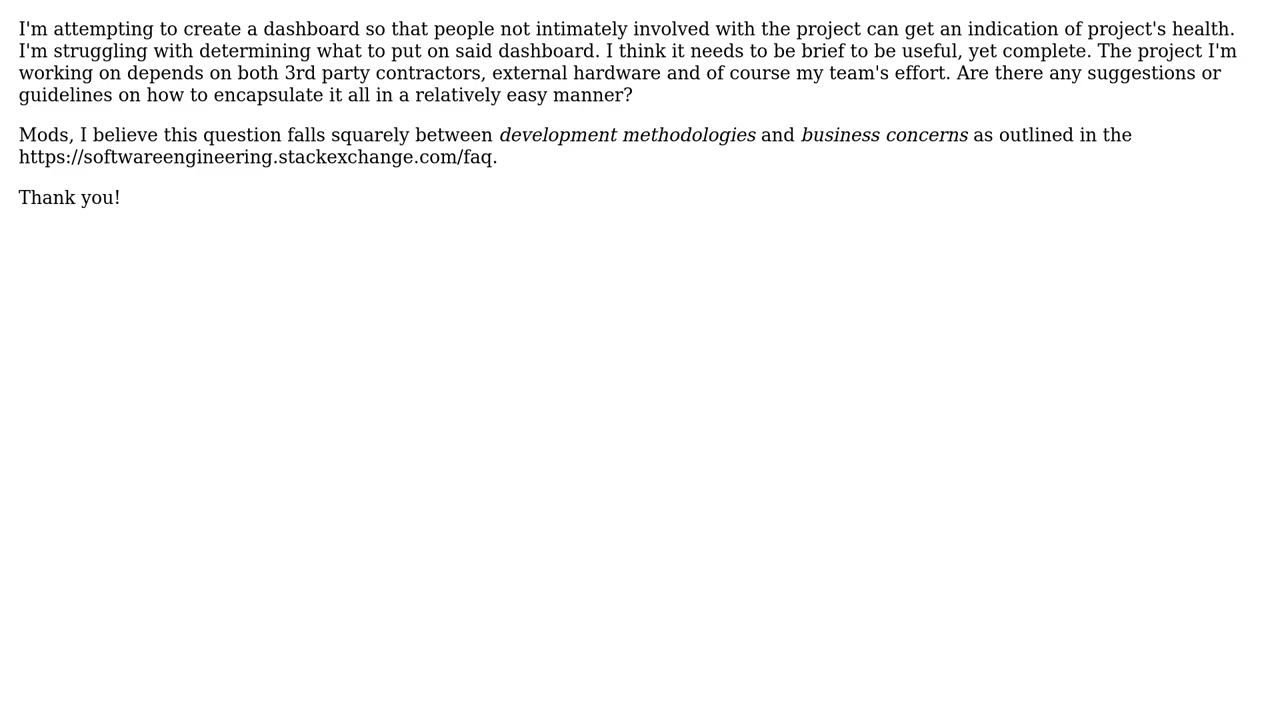 I'm attempting to create a dashboard so that people not intimately involved with the project can get an indication of project's health.
I'm struggling with determining what to put on said dashboard. I think it needs to be brief to be useful, yet complete. The project I'm
working on depends on both 3rd party contractors, external hardware and of course my team's effort. Are there any suggestions or
guidelines on how to encapsulate it all in a relatively easy manner?
Mods, I believe this question falls squarely between development methodologies and business concerns as outlined in the
https://softwareengineering.stackexchange.com/faq.
Thank you!